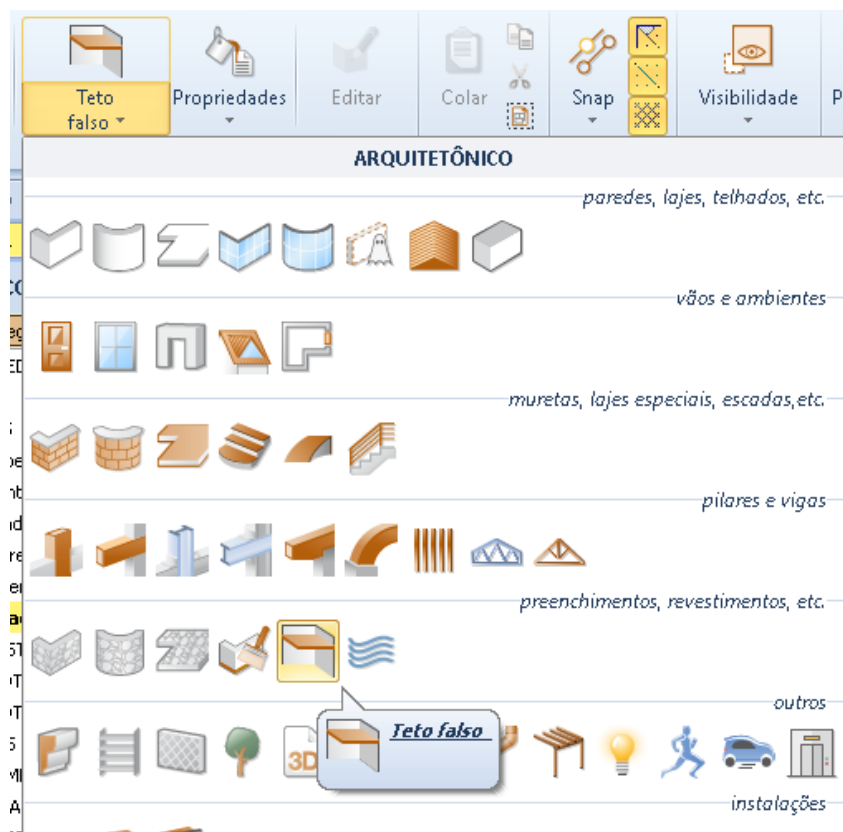 Teto
falso
Propriedades
Editar
Colar
Snap
Visibilidade
P
ARQUITETÔNICO
paredes, lajes, telhados, etc.
vãos e ambientes
muretas, lajes especiais, escadas,etc.
pilares e vigas
preenchimentos, revestimentos, etc.
outros
3D
Teto falso
instalações